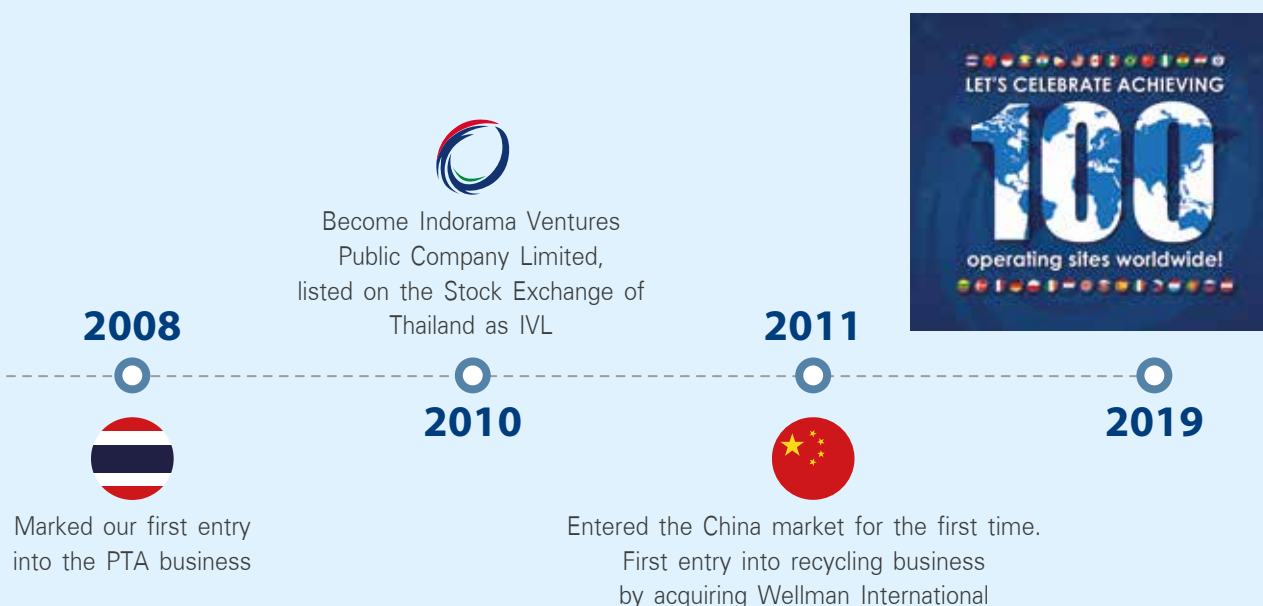 2008
Marked our first entry
into the PTA business
Become Indorama Ventures
Public Company Limited,
listed on the Stock Exchange of
Thailand as IVL
2010
2011
Entered the China market for the first time.
First entry into recycling business
by acquiring Wellman International
LET'S CELEBRATE ACHIEVING
100
operating sites worldwide!
2019